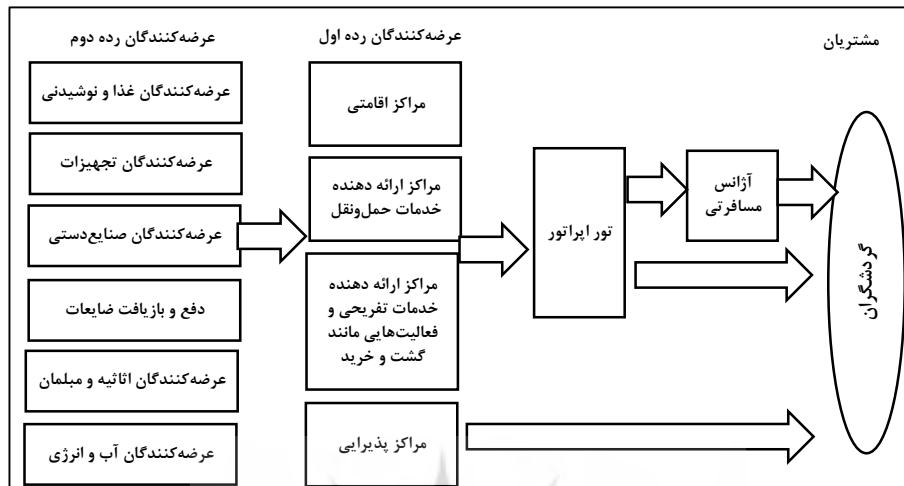 مشتریان
عرضه‌کنندگان رده اول
عرضه‌کنندگان رده دوم
عرضه‌کنندگان غذا و نوشیدنی
عرضه‌کنندگان تجهیزات
عرضه‌کنندگان صنایع‌دستی
دفع و بازیافت ضایعات
عرضه‌کنندگان اثاثیه و مبلمان
عرضه‌کنندگان آب و انرژی
مراکز اقامتی
مراکز ارائه دهنده
خدمات حمل‌ونقل
مراکز ارائه دهنده
خدمات تفریحی و
فعالیت‌هایی مانند
گشت و خرید
مراکز پذیرایی
تور اپراتور
آژانس
مسافرتی
گردشگران